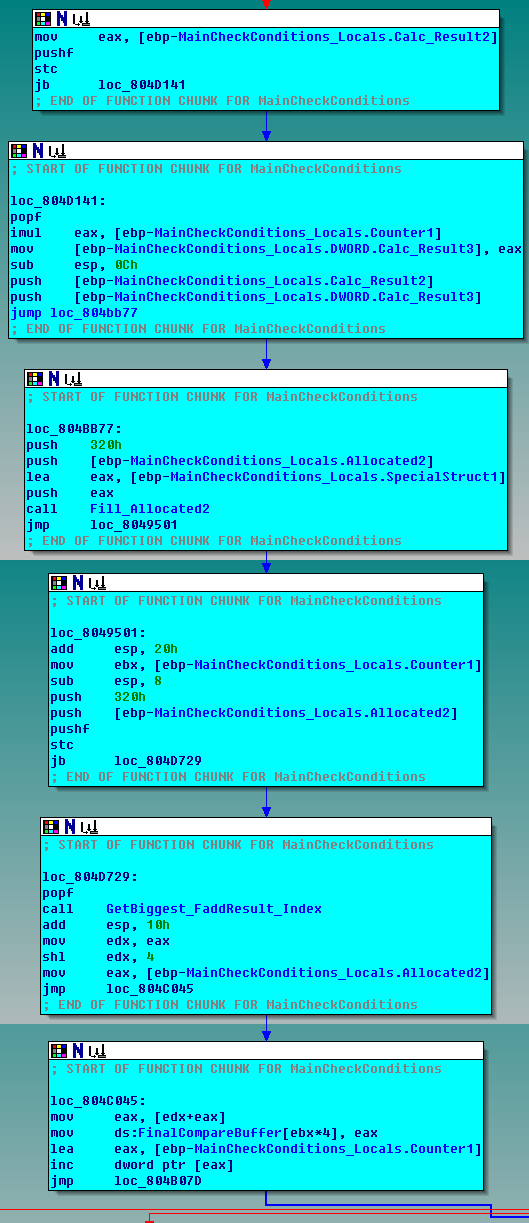 mov eax, [ebp-MainCheckConditions_Locals.Calc_Result2]
pushf
stc
jb loc_804D141
; END OF FUNCTION CHUNK FOR MainCheckConditions
; START OF FUNCTION CHUNK FOR MainCheckConditions
loc_804D141:
popf
imul eax, [ebp-MainCheckConditions_Locals.Counter1]
mov [ebp-MainCheckConditions_Locals.DWORD.Calc_Result3], eax
sub esp, 0Ch
push [ebp-MainCheckConditions_Locals.Calc_Result2]
push [ebp-MainCheckConditions_Locals.DWORD.Calc_Result3]
jump loc_804bb77
; END OF FUNCTION CHUNK FOR MainCheckConditions
; START OF FUNCTION CHUNK FOR MainCheckConditions
loc_804BB77:
push 320h
push [ebp-MainCheckConditions_Locals.Allocated2]
lea eax, [ebp-MainCheckConditions_Locals.SpecialStruct1]
push eax
call Fill_Allocated2
jmp loc_8049501
; END OF FUNCTION CHUNK FOR MainCheckConditions
; START OF FUNCTION CHUNK FOR MainCheckConditions
loc_8049501:
add esp, 20h
mov ebx, [ebp-MainCheckConditions_Locals.Counter1]
sub esp, 8
push 320h
push [ebp-MainCheckConditions_Locals.Allocated2]
pushf
stc
jb loc_804D729
; END OF FUNCTION CHUNK FOR MainCheckConditions
; START OF FUNCTION CHUNK FOR MainCheckConditions
loc_804D729:
popf
call GetBiggest_FaddResult_Index
add esp, 10h
mov edx, eax
shl edx, 4
mov eax, [ebp-MainCheckConditions_Locals.Allocated2]
jmp loc_804C045
; END OF FUNCTION CHUNK FOR MainCheckConditions
; START OF FUNCTION CHUNK FOR MainCheckConditions
loc_804C045:
mov eax, [edx+eax]
mov ds:FinalCompareBuffer[ebx*4], eax
lea eax, [ebp-MainCheckConditions_Locals.Counter1]
inc dword ptr [eax]
jmp loc_804B07D